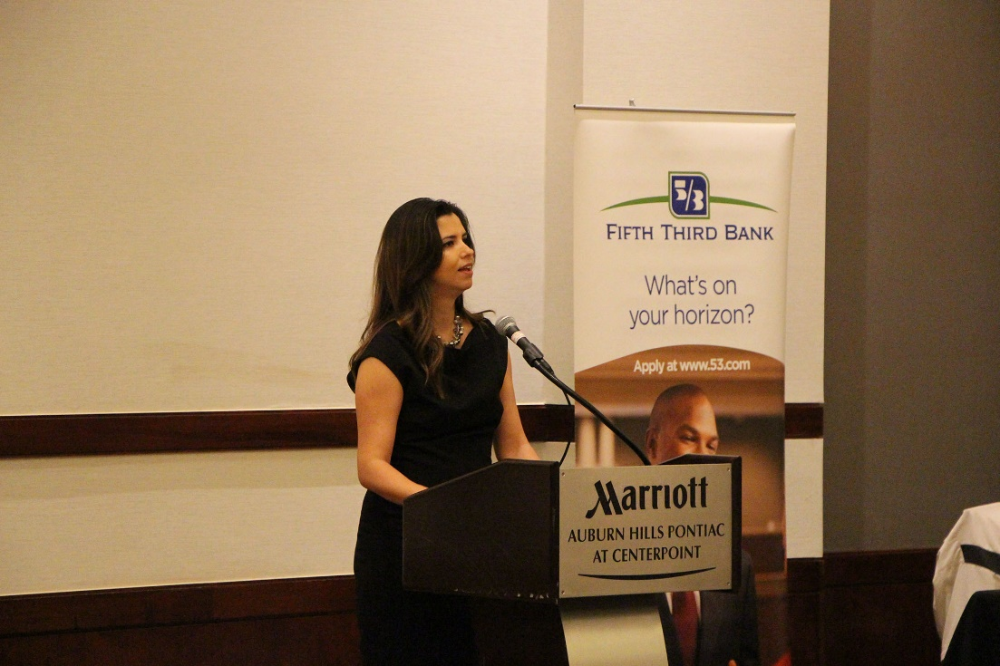 5/3
FIFTH THIRD BANK
What's on
your horizon?
Apply at www.53.com
Marriott
AUBURN HILLS PONTIAC
AT CENTERPOINT